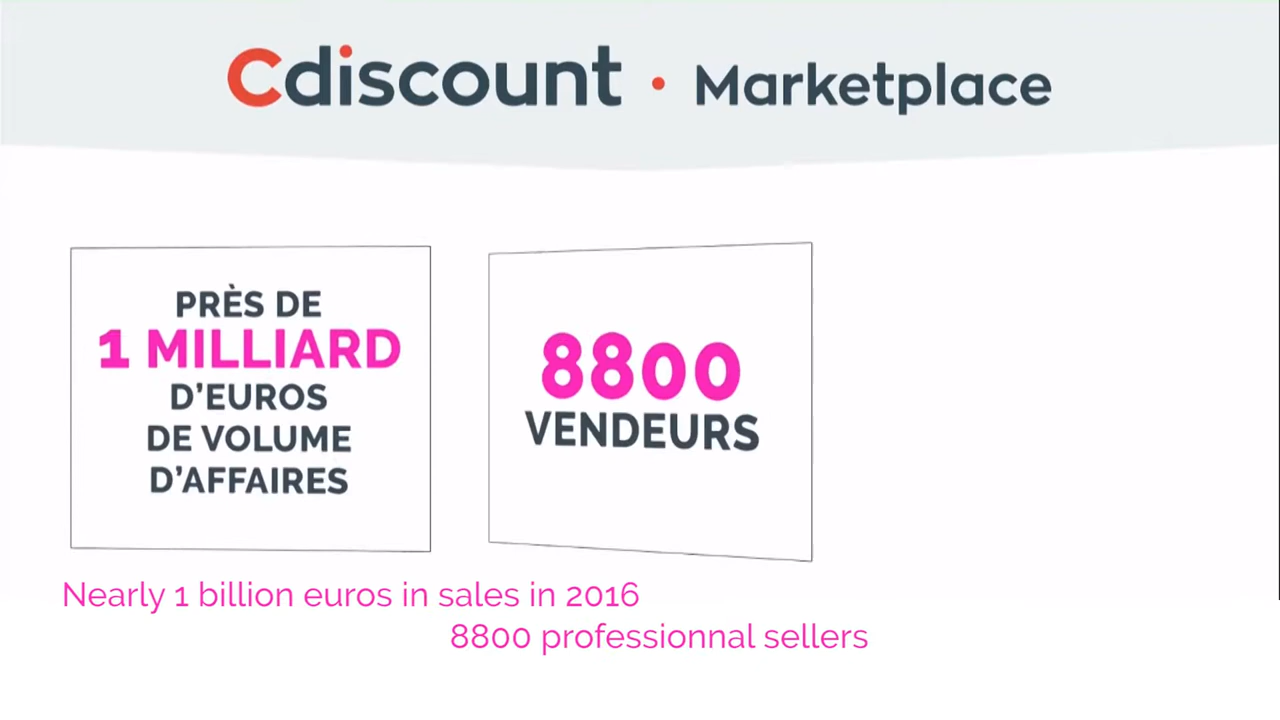 Cdiscount • Marketplace
PRÈS DE
1 MILLIARD
D'EUROS
DE VOLUME
D'AFFAIRES
8800
VENDEURS
Nearly 1 billion euros in sales in 2016
8800 professionnal sellers